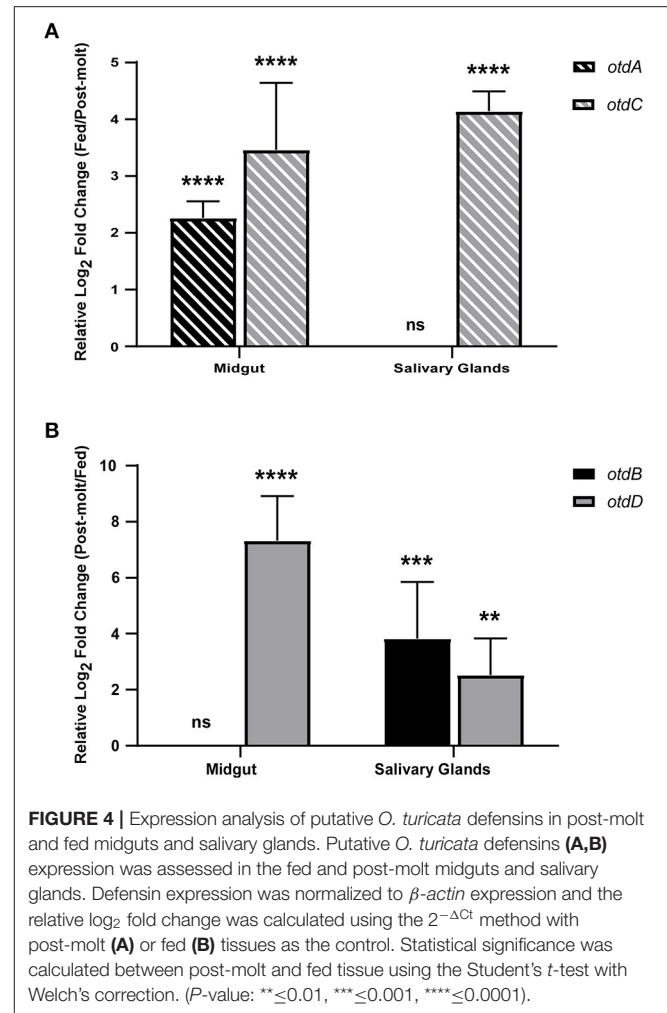 A
Relative Log2 Fold Change (Fed/Post-molt)
5
4
3
2
1
0
****
****
****
ns
Midgut
Salivary Glands
otdA
otdC
B
Relative Log2 Fold Change (Post-molt/Fed)
10
8
6
4
2
0
ns
****
***
**
Midgut
Salivary Glands
otdB
otdD
FIGURE 4 | Expression analysis of putative O. turicata defensins in post-molt
and fed midguts and salivary glands. Putative O. turicata defensins (A,B)
expression was assessed in the fed and post-molt midguts and salivary
glands. Defensin expression was normalized to β-actin expression and the
relative log2 fold change was calculated using the 2−ΔCt method with
post-molt (A) or fed (B) tissues as the control. Statistical significance was
calculated between post-molt and fed tissue using the Student's t-test with
Welch's correction. (P-value: **≤0.01, ***≤0.001, ****≤0.0001).